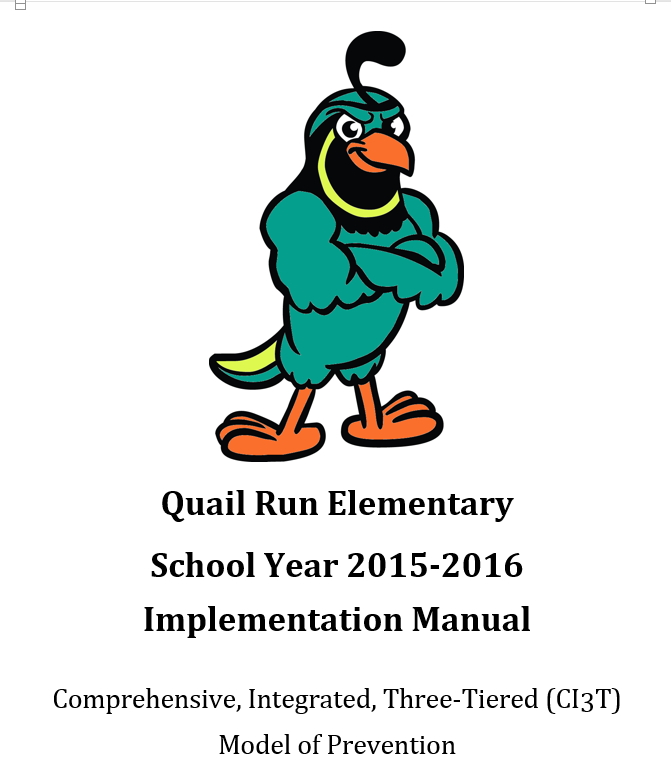 Quail Run Elementary
School Year 2015-2016
Implementation Manual
Comprehensive, Integrated, Three-Tiered (CI3T)
Model of Prevention